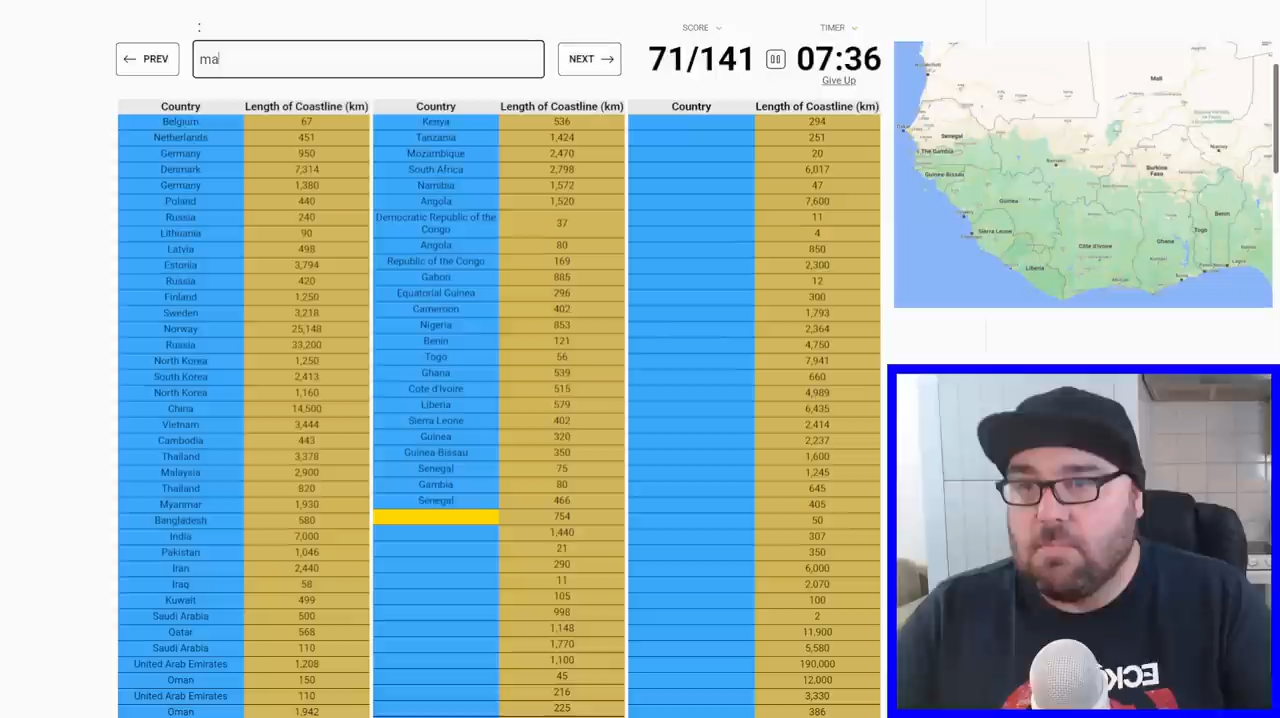 :
SCORE
TIMER
← PREV
ma
NEXT →
71/141
07:36
Give Up
Country Length of Coastline (km) Country Length of Coastline (km) Country Length of Coastline (km)
Belgium 67 Kenya 536 294
Netherlands 451 Tanzania 1,424 251
Germany 950 Mozambique 2,470 20
Denmark 7,314 South Africa 2,798 6,017
Germany 1,380 Namibia 1,572 47
Poland 440 Angola 1,520 7,600
Russia 240 Democratic Republic of the Congo 37 11
Lithuania 90 4
Latvia 498 Angola 80 850
Estonia 3,794 Republic of the Congo 169 2,300
Russia 420 Gabon 885 12
Finland 1,250 Equatorial Guinea 296 300
Sweden 3,218 Cameroon 402 1,793
Norway 25,148 Nigeria 853 2,364
Russia 33,200 Benin 121 4,750
North Korea 1,250 Togo 56 7,941
South Korea 2,413 Ghana 539 660
North Korea 1,160 Cote d'Ivoire 515 4,989
China 14,500 Liberia 579 6,435
Vietnam 3,444 Sierra Leone 402 2,414
Cambodia 443 Guinea 320 2,237
Thailand 3,378 Guinea Bissau 350 1,600
Malaysia 2,900 Senegal 75 1,245
Thailand 820 Gambia 80 645
Myanmar 1,930 Senegal 466 405
Bangladesh 580 754 50
India 7,000 1,440 307
Pakistan 1,046 21 350
Iran 2,440 290 6,000
Iraq 58 11 2,070
Kuwait 499 105 100
Saudi Arabia 500 998 2
Qatar 568 1,148 11,900
Saudi Arabia 110 1,770 5,580
United Arab Emirates 1,208 1,100 190,000
Oman 150 45 12,000
United Arab Emirates 110 216 3,330
Oman 1,942 225 386
Mali
Senegal
The Gambia
Guinea-Bissau
Burkina Faso
Guinea
Benin
Sierra Leone
Togo
Ghana
Côte d'Ivoire
Liberia
Lagos
ECKO